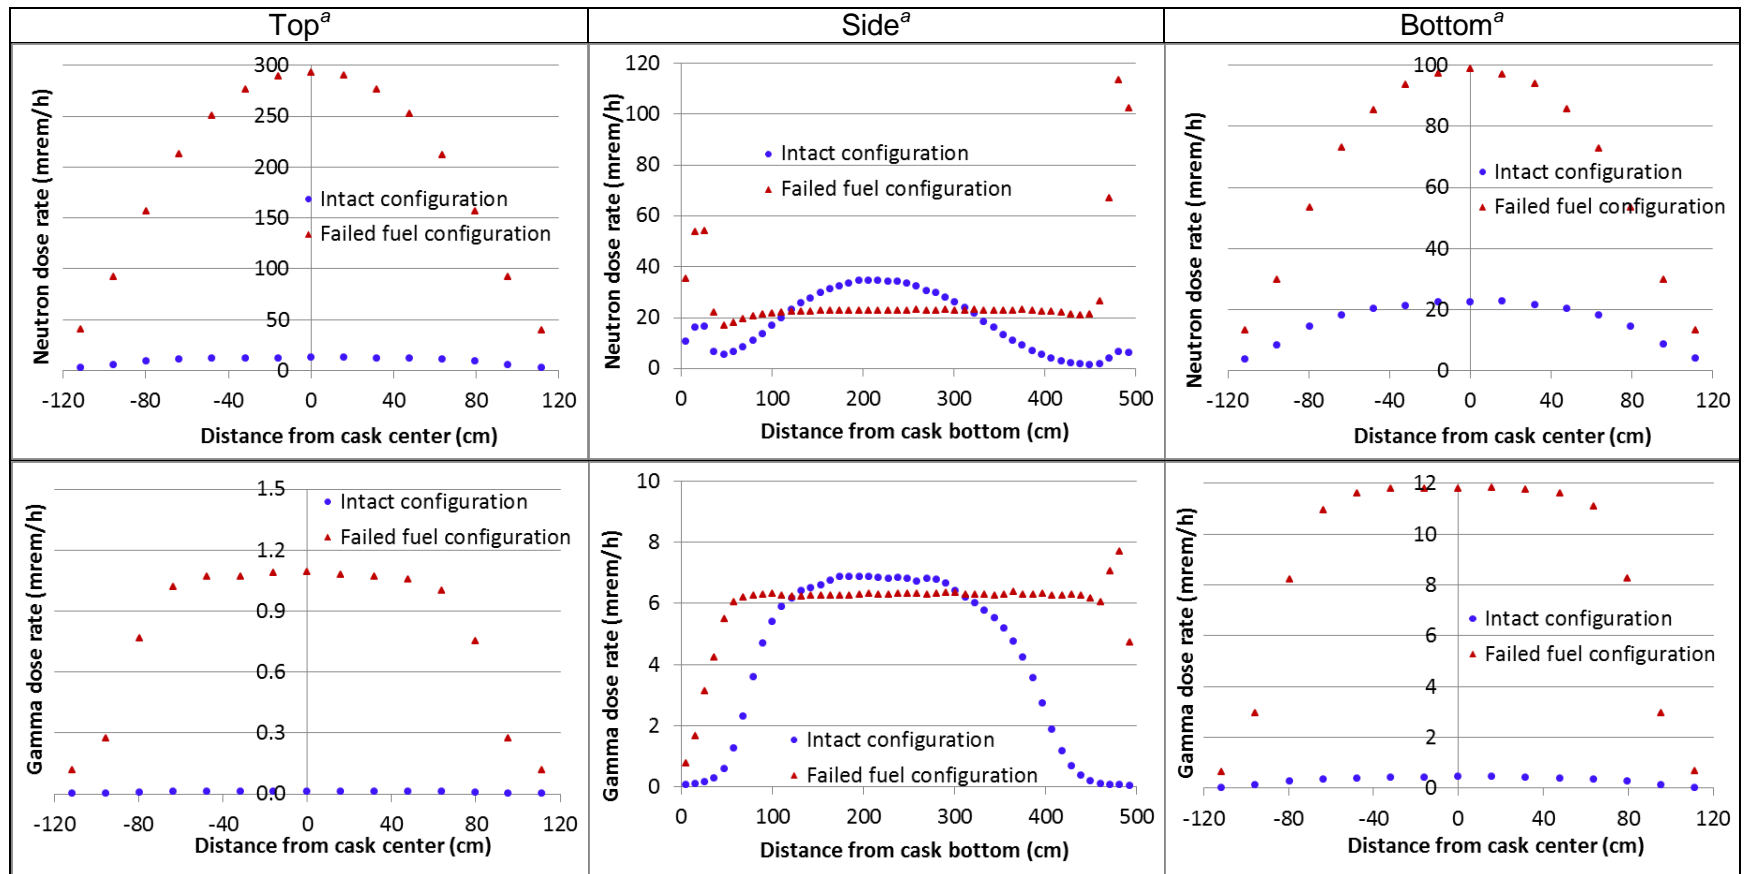 Topa
Sidea
Bottoma
Neutron dose rate (mrem/h)
300
250
200
150
100
50
0
Intact configuration
Failed fuel configuration
-120 -80 -40 0 40 80 120
Distance from cask center (cm)
Neutron dose rate (mrem/h)
120
100
80
60
40
20
0
Intact configuration
Failed fuel configuration
0 100 200 300 400 500
Distance from cask bottom (cm)
Neutron dose rate (mrem/h)
100
80
60
40
20
0
Intact configuration
Failed fuel configuration
-120 -80 -40 0 40 80 120
Distance from cask center (cm)
Gamma dose rate (mrem/h)
1.5
1.2
0.9
0.6
0.3
0.0
Intact configuration
Failed fuel configuration
-120 -80 -40 0 40 80 120
Distance from cask center (cm)
Gamma dose rate (mrem/h)
10
8
6
4
2
0
Intact configuration
Failed fuel configuration
0 100 200 300 400 500
Distance from cask bottom (cm)
Gamma dose rate (mrem/h)
12
10
8
6
4
2
0
Intact configuration
Failed fuel configuration
-120 -80 -40 0 40 80 120
Distance from cask center (cm)